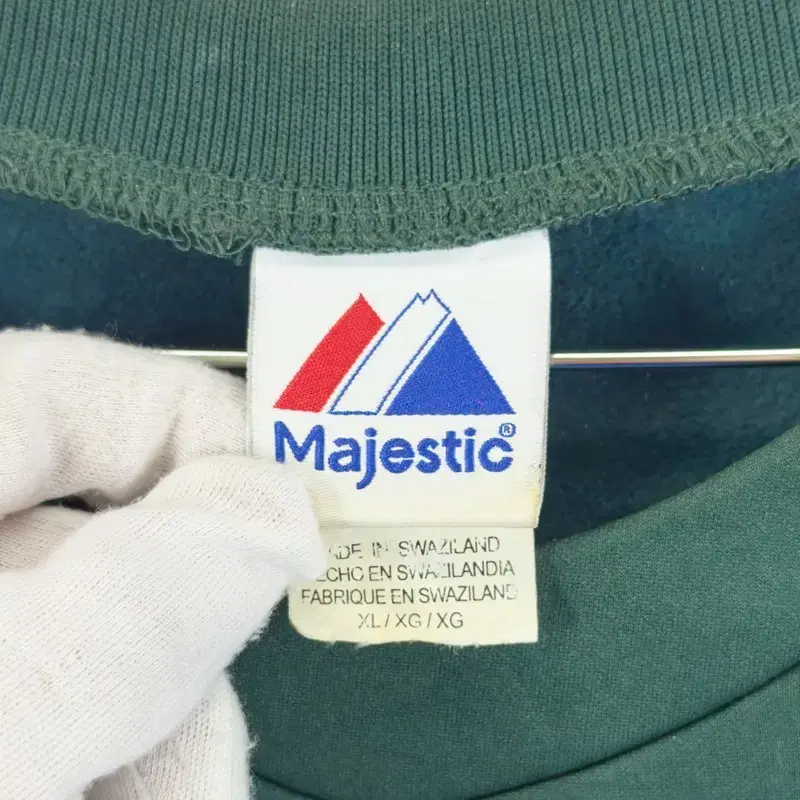 Majestic®
ADE IN SWAZILAND
ECHO EN SWAZILANDIA
FABRIQUE EN SWAZILAND
XL / XG / XG